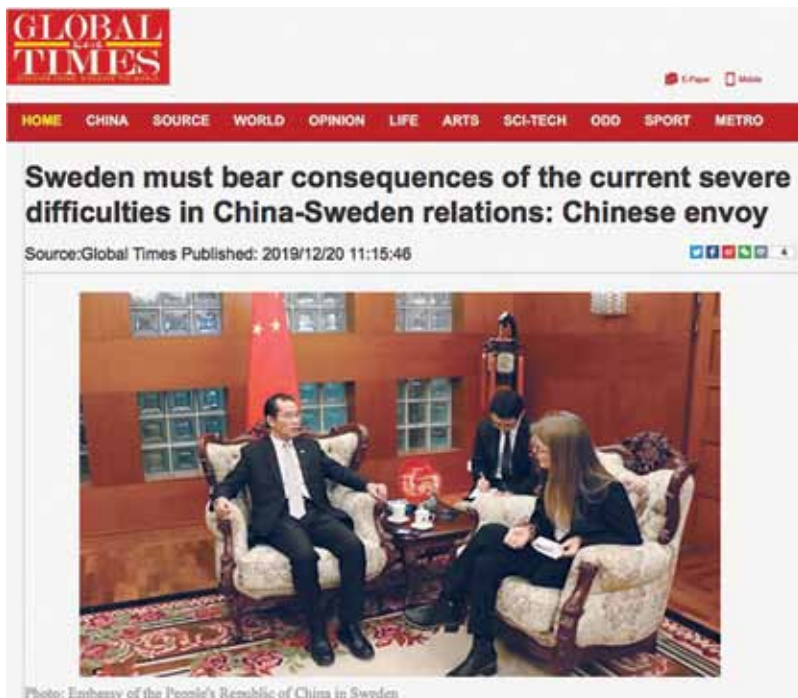 GLOBAL
TIMES
E-Paper Mobile
HOME CHINA SOURCE WORLD OPINION LIFE ARTS SCI-TECH ODD SPORT METRO
Sweden must bear consequences of the current severe
difficulties in China-Sweden relations: Chinese envoy
Source:Global Times Published: 2019/12/20 11:15:46
4
Photo: Embassy of the People's Republic of China in Sweden